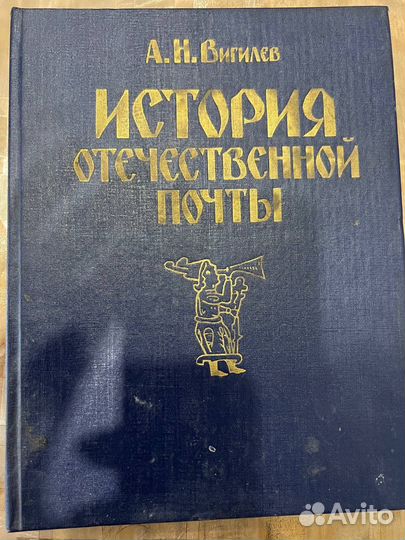 А. Н. Вигилев
ИСТОРИЯ
ОТЕЧЕСТВЕННОЙ
ПОЧТЫ
Avito